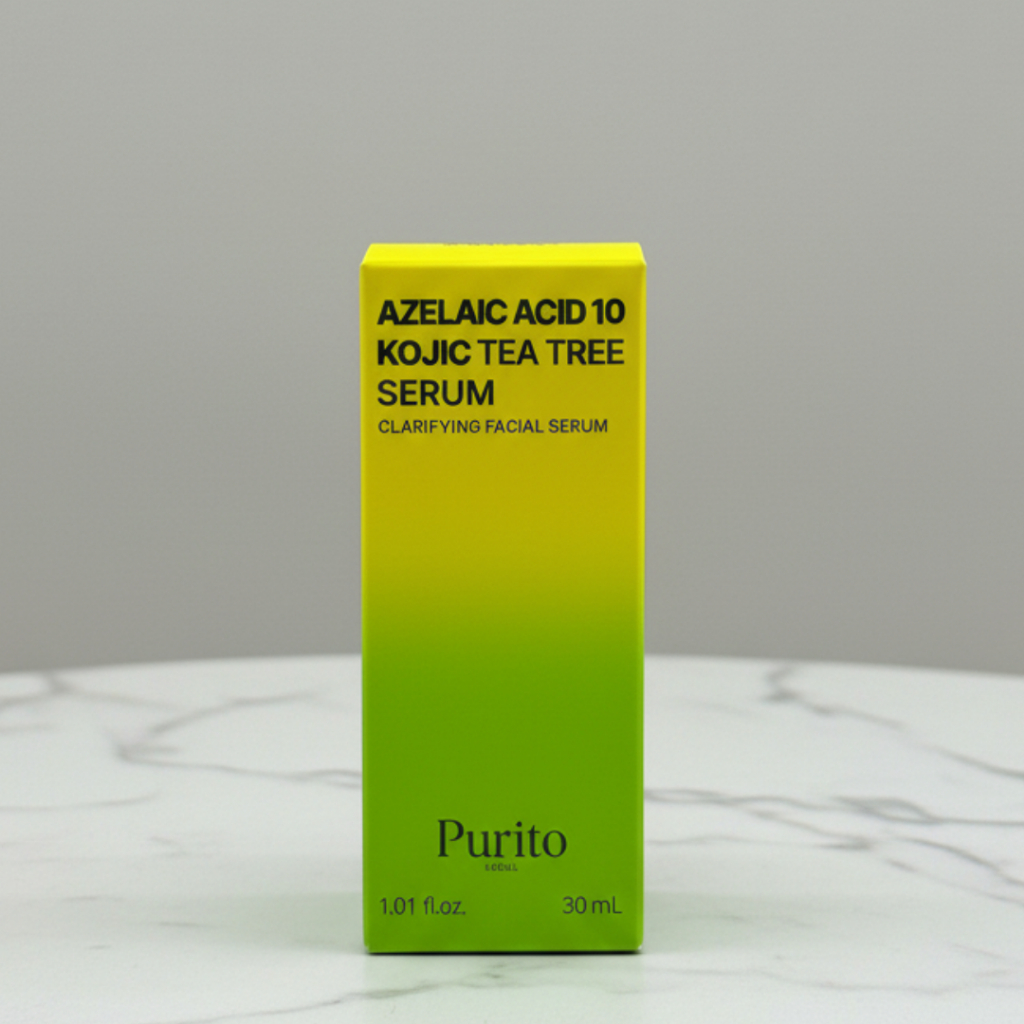 AZELAIC ACID 10
KOJIC TEA TREE
SERUM
CLARIFYING FACIAL SERUM
Purito
1.01 fl.oz. 30 mL